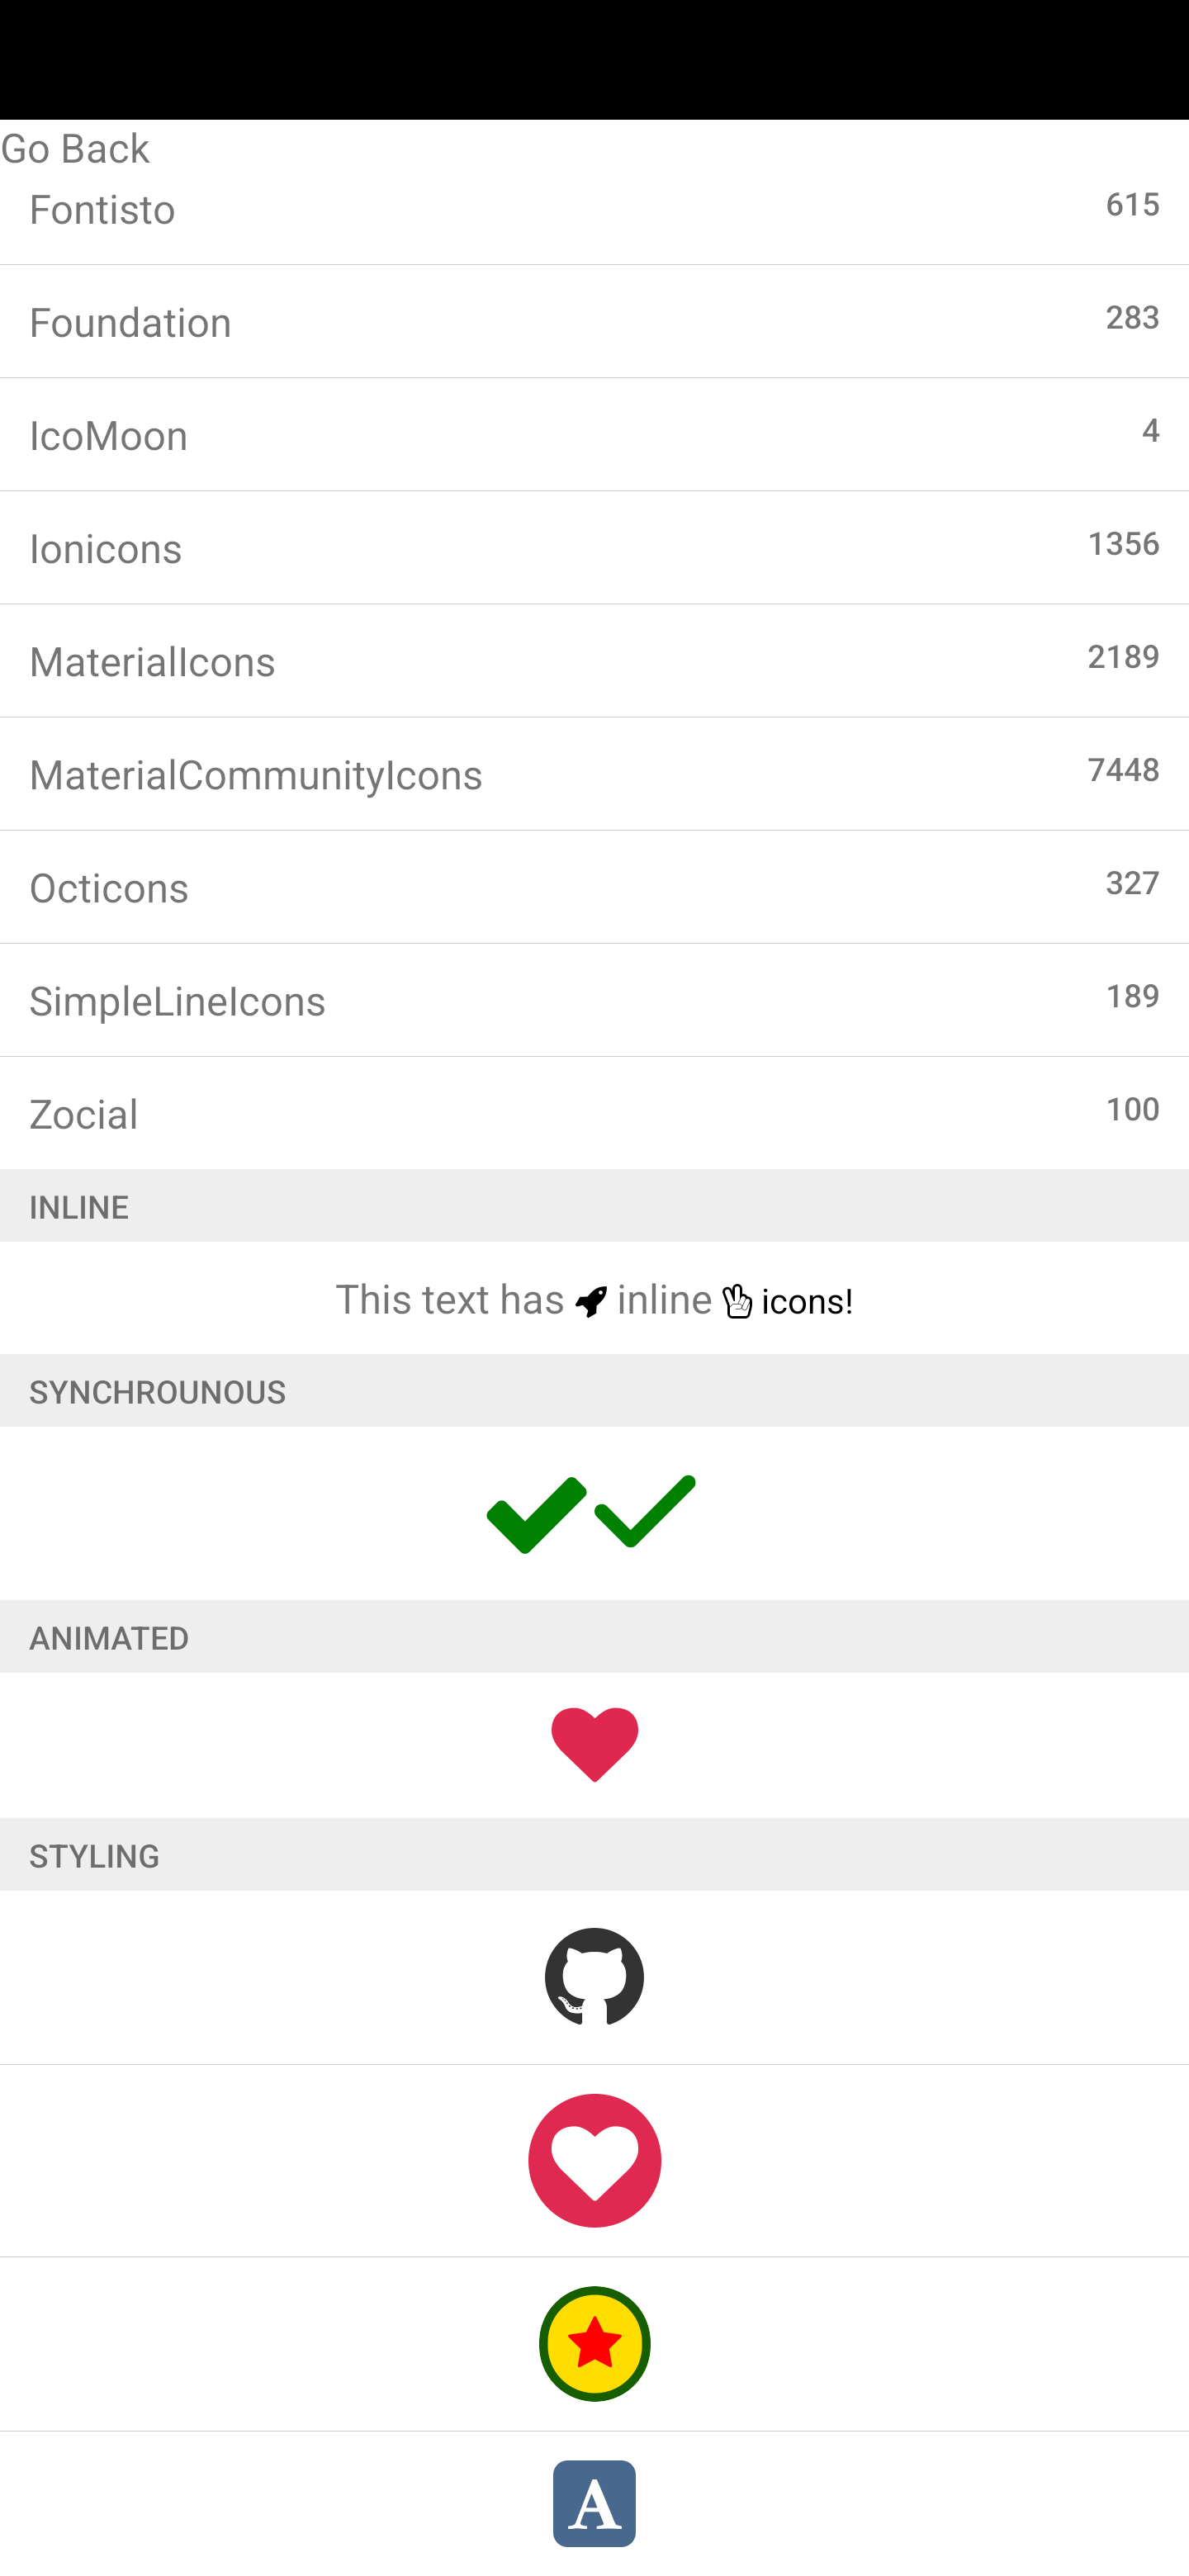 Go Back
Fontisto 615
Foundation 283
IcoMoon 4
Ionicons 1356
MaterialIcons 2189
MaterialCommunityIcons 7448
Octicons 327
SimpleLineIcons 189
Zocial 100
INLINE
This text has inline icons!
SYNCHROUNOUS
ANIMATED
STYLING
A